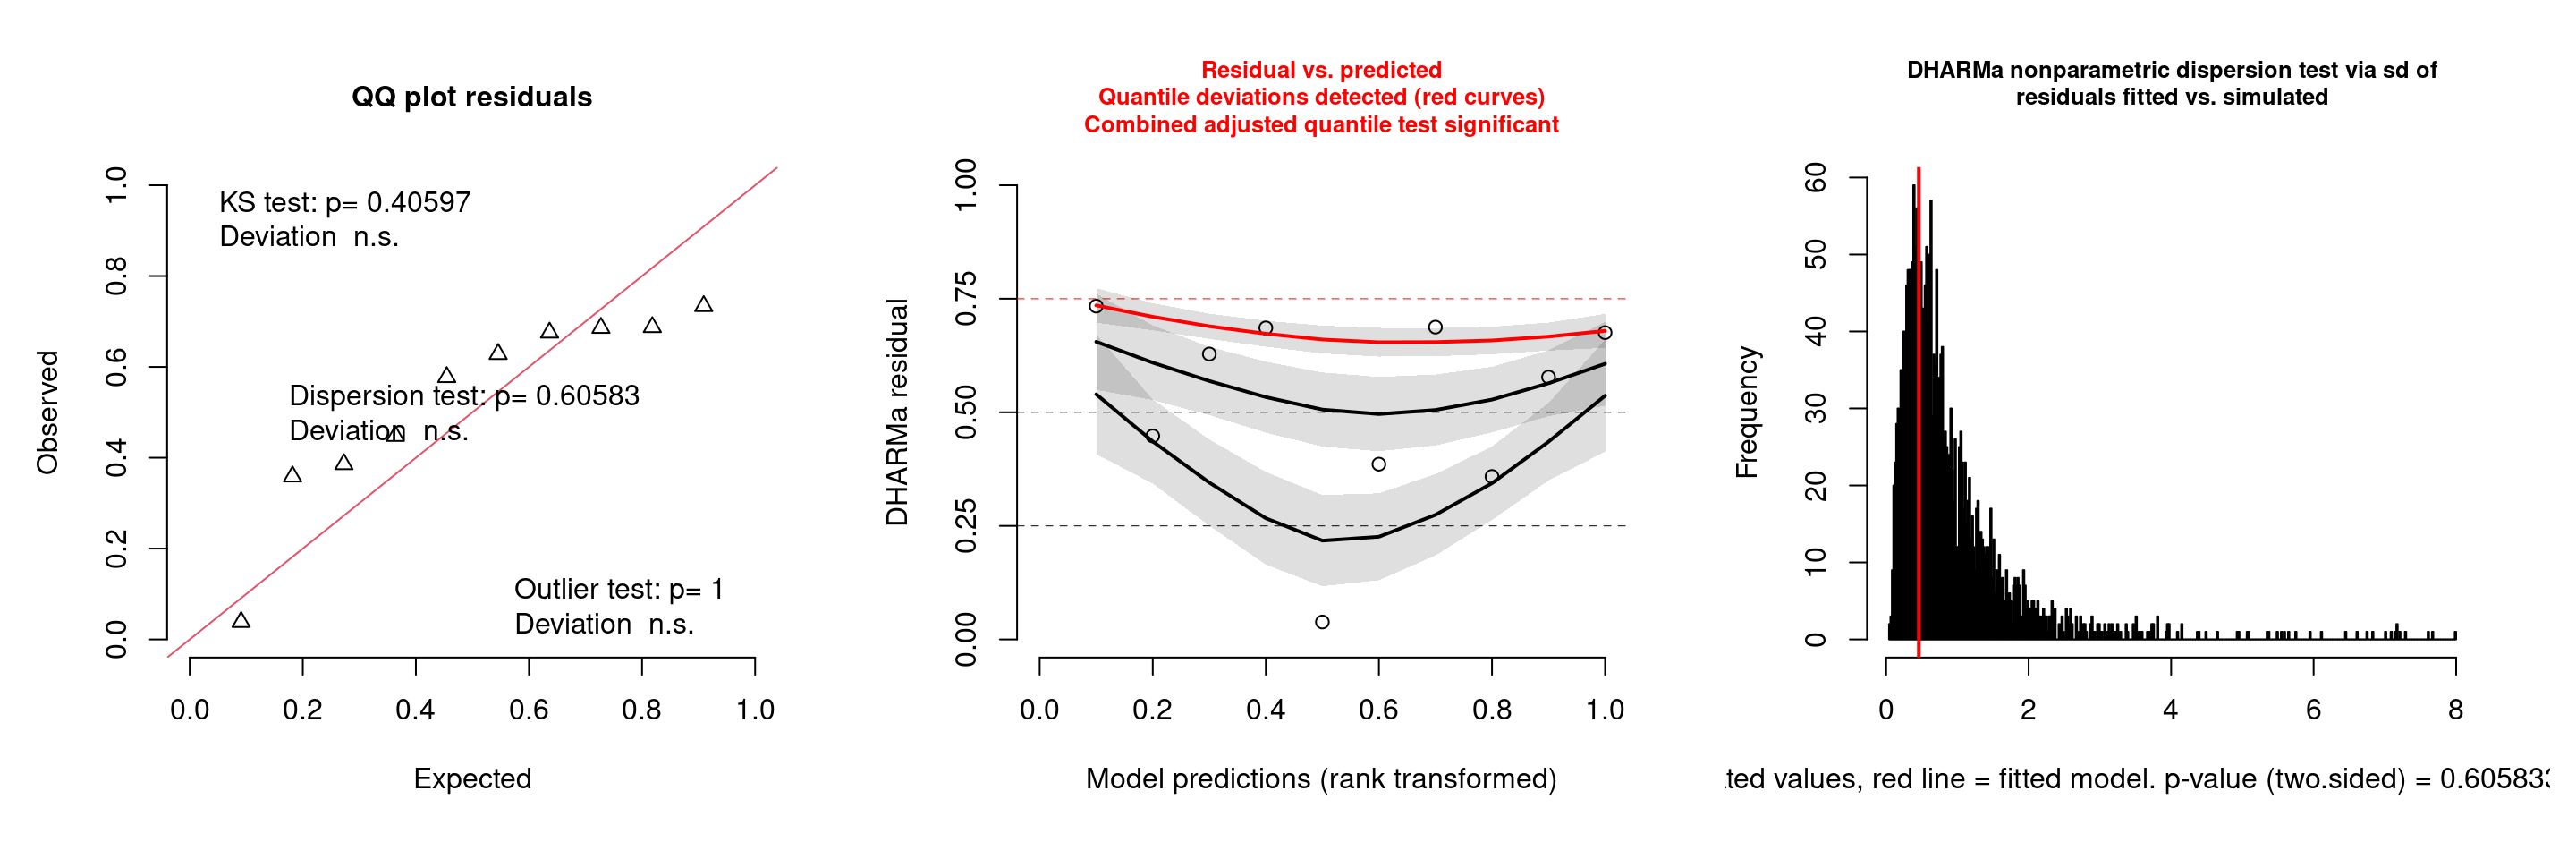 QQ plot residuals
KS test: p= 0.40597
Deviation  n.s.
Dispersion test: p= 0.60583
Deviation  n.s.
Outlier test: p= 1
Deviation  n.s.
Observed
0.0 0.2 0.4 0.6 0.8 1.0
0.0 0.2 0.4 0.6 0.8 1.0
Expected
Residual vs. predicted
Quantile deviations detected (red curves)
Combined adjusted quantile test significant
DHARMa residual
0.00 0.25 0.50 0.75 1.00
0.0 0.2 0.4 0.6 0.8 1.0
Model predictions (rank transformed)
DHARMa nonparametric dispersion test via sd of
residuals fitted vs. simulated
Frequency
0 10 20 30 40 50 60
0 2 4 6 8
values, red line = fitted model. p-value (two.sided) = 0.60583